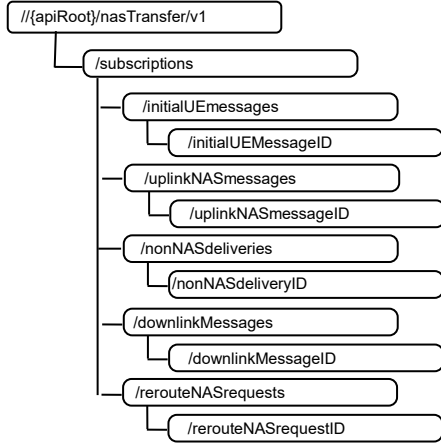 //{apiRoot}/nasTransfer/v1
/subscriptions
/initialUEmessages
/initialUEMessageID
/uplinkNASmessages
/uplinkNASmessageID
/nonNASdeliveries
/nonNASdeliveryID
/downlinkMessages
/downlinkMessageID
/rerouteNASrequests
/rerouteNASrequestID